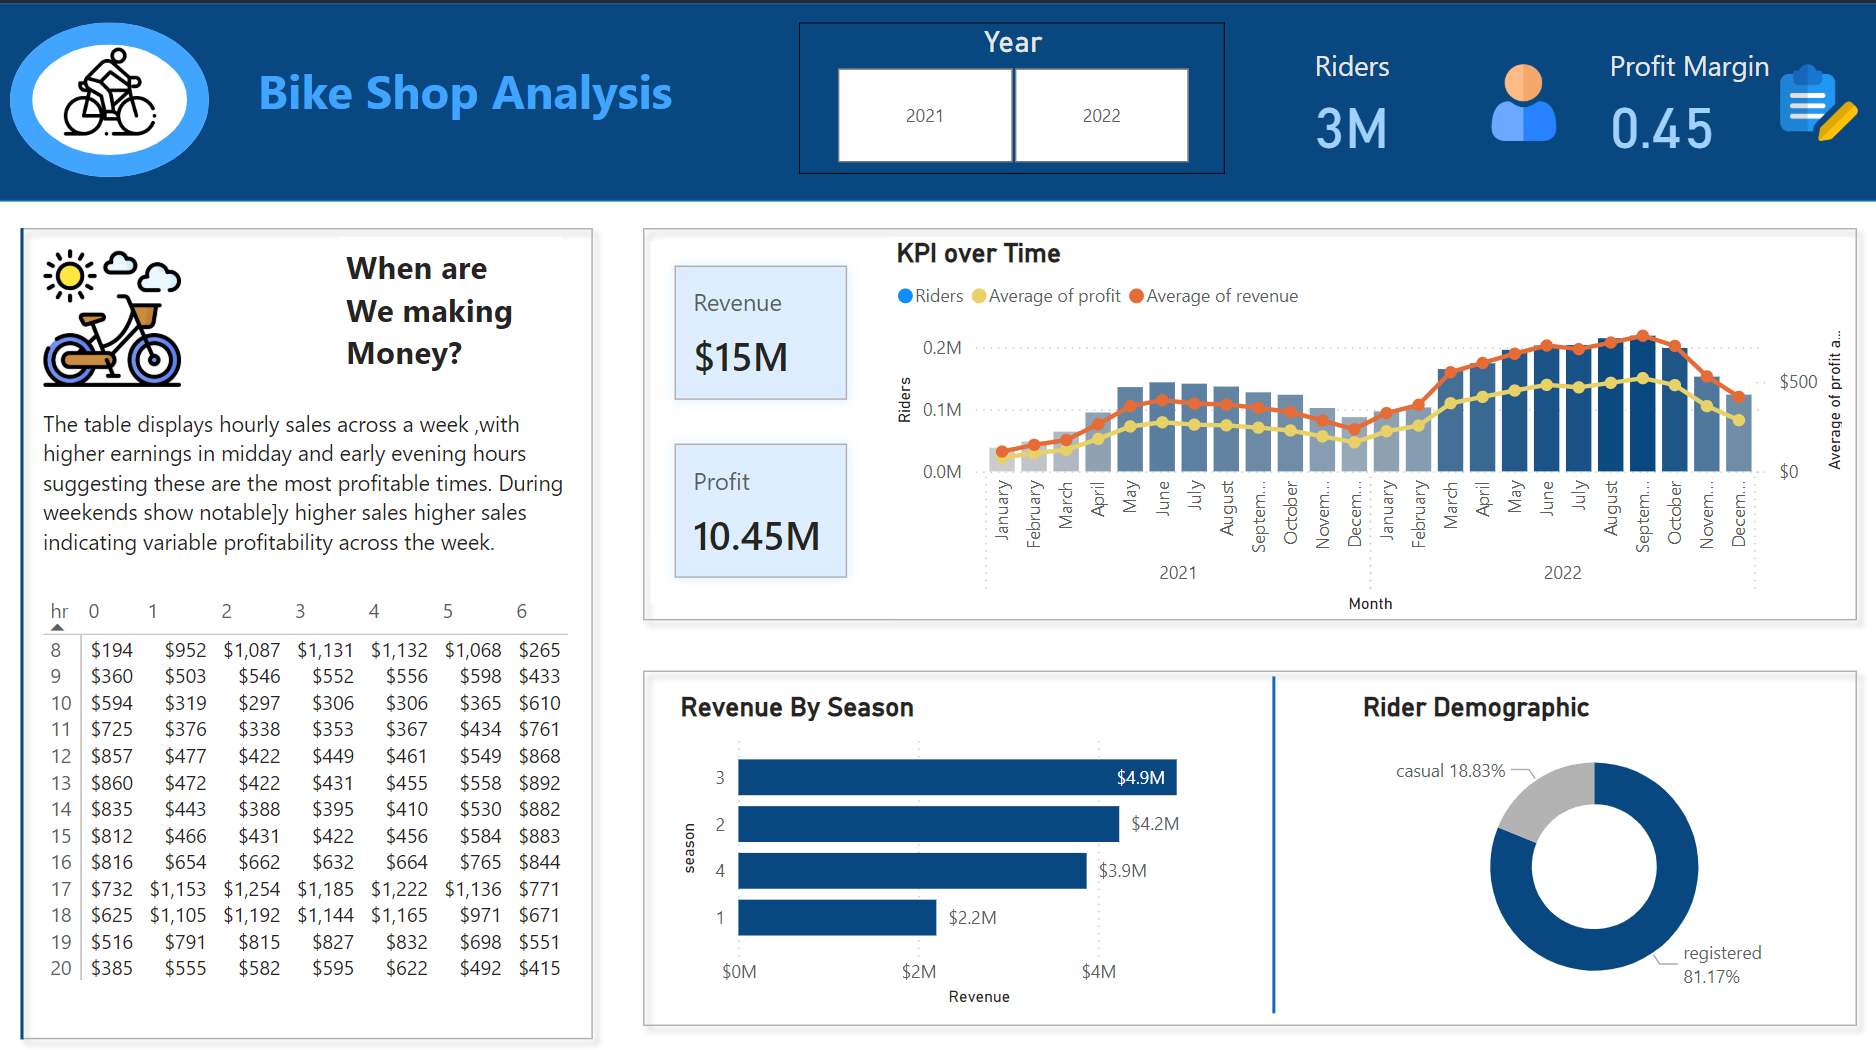 Bike Shop Analysis
Year
2021
2022
Riders
3M
Profit Margin
0.45
When are
We making
Money?
The table displays hourly sales across a week ,with
higher earnings in midday and early evening hours
suggesting these are the most profitable times. During
weekends show notable]y higher sales higher sales
indicating variable profitability across the week.
hr 0 1 2 3 4 5 6
8 $194 $952 $1,087 $1,131 $1,132 $1,068 $265
9 $360 $503 $546 $552 $556 $598 $433
10 $594 $319 $297 $306 $306 $365 $610
11 $725 $376 $338 $353 $367 $434 $761
12 $857 $477 $422 $449 $461 $549 $868
13 $860 $472 $422 $431 $455 $558 $892
14 $835 $443 $388 $395 $410 $530 $882
15 $812 $466 $431 $422 $456 $584 $883
16 $816 $654 $662 $632 $664 $765 $844
17 $732 $1,153 $1,254 $1,185 $1,222 $1,136 $771
18 $625 $1,105 $1,192 $1,144 $1,165 $971 $671
19 $516 $791 $815 $827 $832 $698 $551
20 $385 $555 $582 $595 $622 $492 $415
Revenue
$15M
Profit
10.45M
KPI over Time
Riders Average of profit Average of revenue
0.2M
0.1M
0.0M
Riders
$500
$0
Average of profit a...
January
February
March
April
May
June
July
August
Septem...
October
Novem...
Decem...
January
February
March
April
May
June
July
August
Septem...
October
Novem...
Decem...
2021
2022
Month
Revenue By Season
season
3 $4.9M
2 $4.2M
4 $3.9M
1 $2.2M
$0M $2M $4M
Revenue
Rider Demographic
casual 18.83%
registered
81.17%